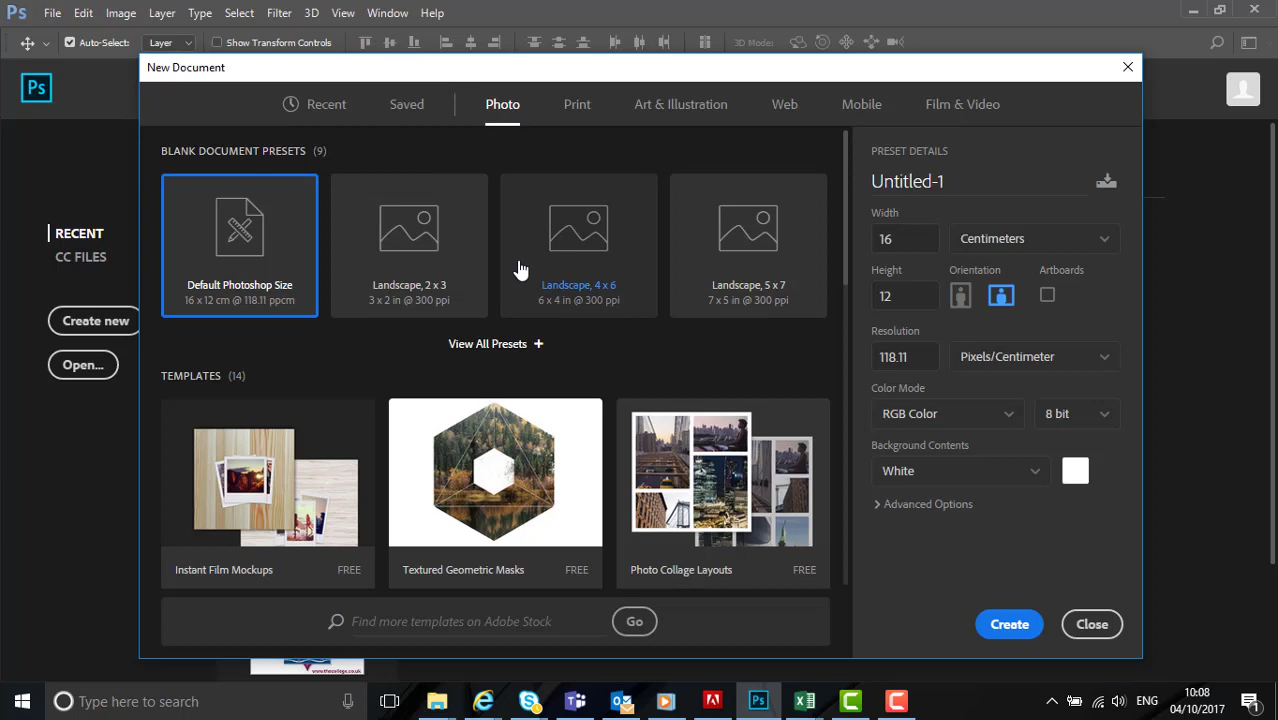 Ps File Edit Image Layer Type Select Filter 3D View Window Help
Auto-Select: Layer Show Transform Controls 3D Mode:
Ps
New Document
Recent Saved Photo Print Art & Illustration Web Mobile Film & Video
BLANK DOCUMENT PRESETS (9)
Default Photoshop Size
16 x 12 cm @ 118.11 ppcm
Landscape, 2 x 3
3 x 2 in @ 300 ppi
Landscape, 4 x 6
6 x 4 in @ 300 ppi
Landscape, 5 x 7
7 x 5 in @ 300 ppi
View All Presets +
TEMPLATES (14)
Instant Film Mockups FREE
Textured Geometric Masks FREE
Photo Collage Layouts FREE
Find more templates on Adobe Stock Go
PRESET DETAILS
Untitled-1
Width
16 Centimeters
Height Orientation Artboards
12
Resolution
118.11 Pixels/Centimeter
Color Mode
RGB Color 8 bit
Background Contents
White
Advanced Options
Create Close
RECENT
CC FILES
Create new
Open...
www.thecollege.co.uk
Type here to search
Ps
ENG
10:08
04/10/2017
1